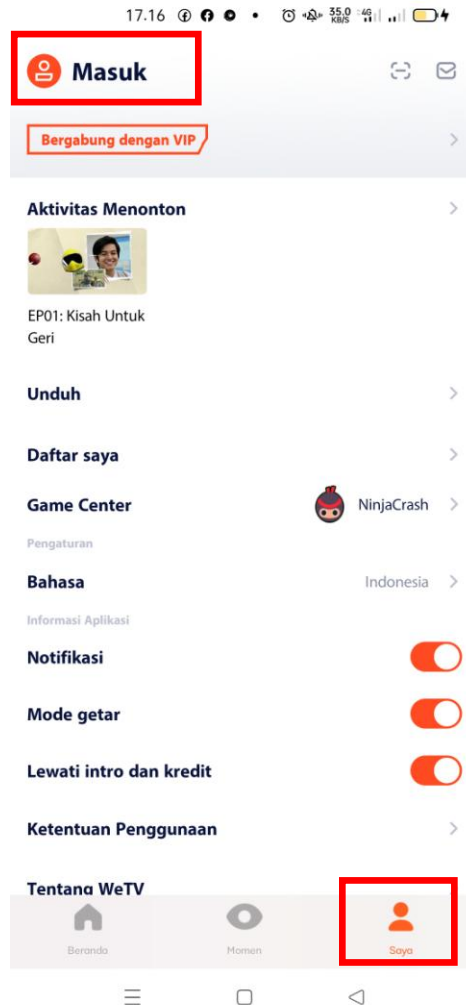 17.16
35.0
KB/S
4G
Masuk
Bergabung dengan VIP
Aktivitas Menonton
EP01: Kisah Untuk
Geri
Unduh
Daftar saya
Game Center
NinjaCrash
Pengaturan
Bahasa
Indonesia
Informasi Aplikasi
Notifikasi
Mode getar
Lewati intro dan kredit
Ketentuan Penggunaan
Tentang WeTV
Beranda
Momen
Saya